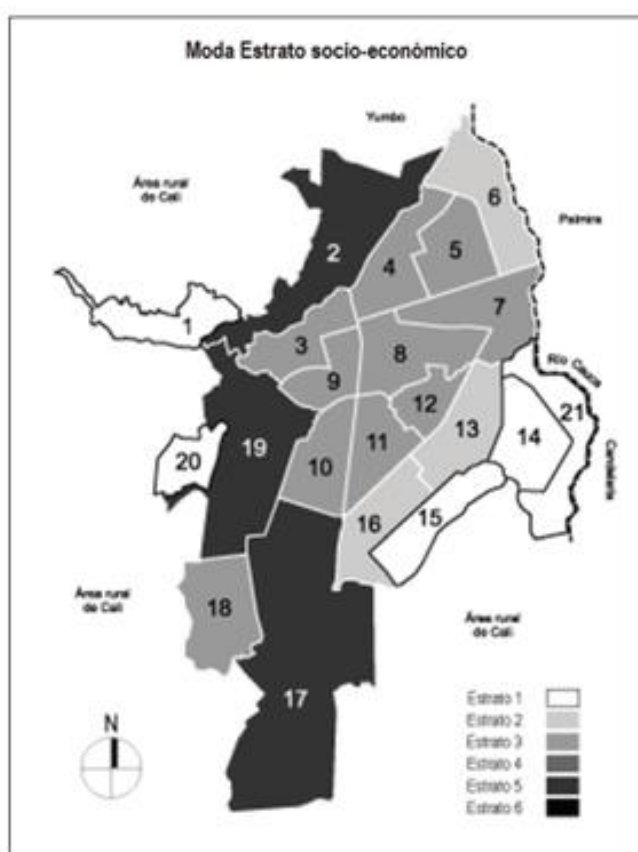 Moda Estrato socio-económico
Yumbo
Área rural
de Cali
Palmira
6
2
4
5
7
1
3
8
9
Río Cauca
12
21
13
14
Candelaria
19
11
20
10
16
15
Área rural
de Cali
18
Área rural
de Cali
17
N
Estrato 1
Estrato 2
Estrato 3
Estrato 4
Estrato 5
Estrato 6